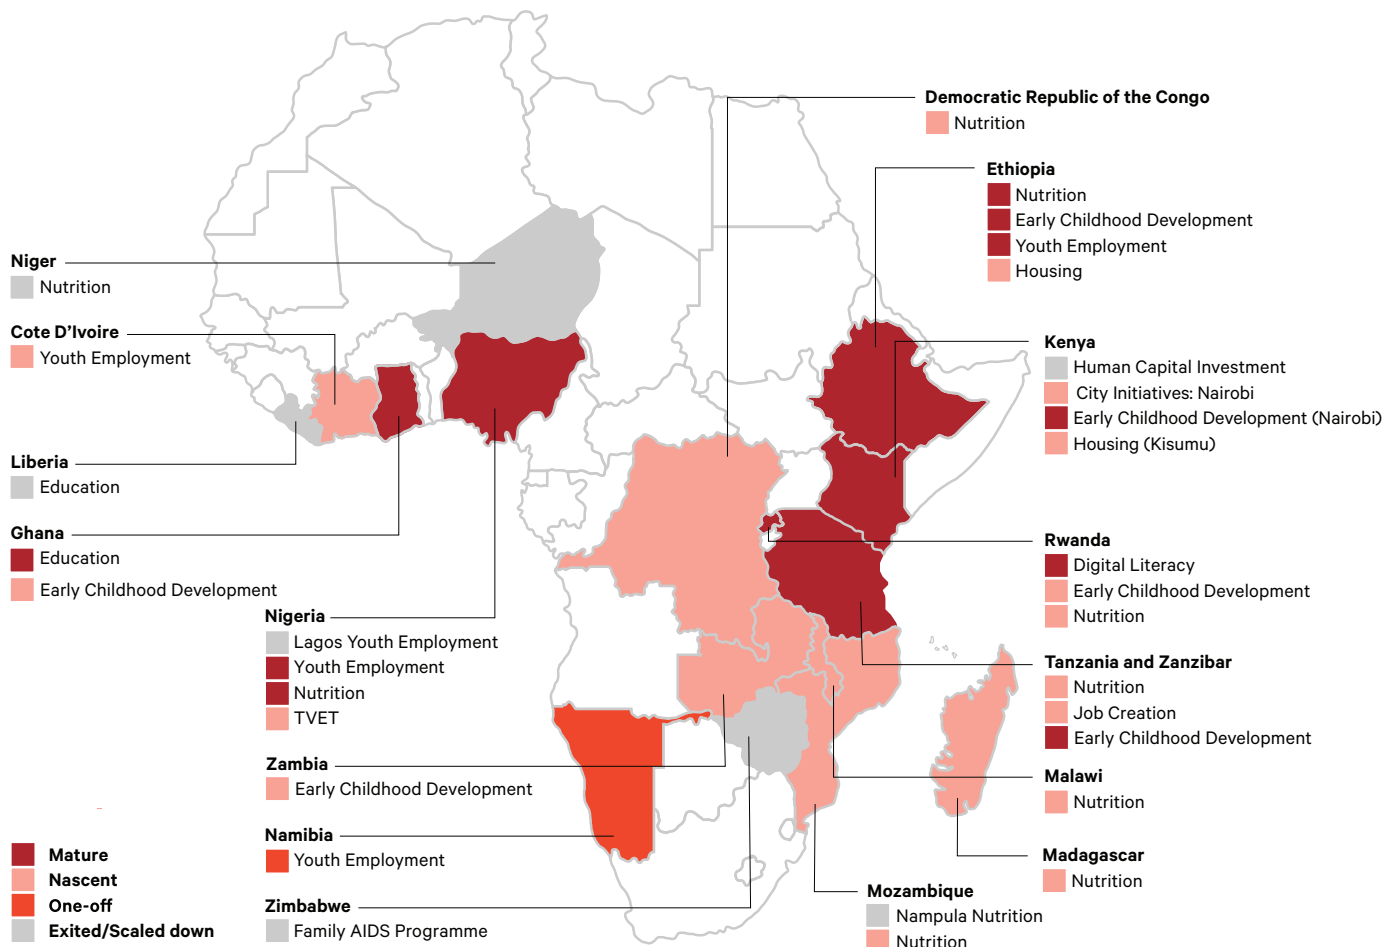 Democratic Republic of the Congo
Nutrition
Ethiopia
Nutrition
Early Childhood Development
Youth Employment
Housing
Niger
Nutrition
Cote D’Ivoire
Youth Employment
Kenya
Human Capital Investment
City Initiatives: Nairobi
Early Childhood Development (Nairobi)
Housing (Kisumu)
Liberia
Education
Ghana
Education
Early Childhood Development
Rwanda
Digital Literacy
Early Childhood Development
Nutrition
Nigeria
Lagos Youth Employment
Youth Employment
Nutrition
TVET
Tanzania and Zanzibar
Nutrition
Job Creation
Early Childhood Development
Zambia
Early Childhood Development
Malawi
Nutrition
Namibia
Youth Employment
Madagascar
Nutrition
Zimbabwe
Family AIDS Programme
Mozambique
Nampula Nutrition
Nutrition
Mature
Nascent
One-off
Exited/Scaled down